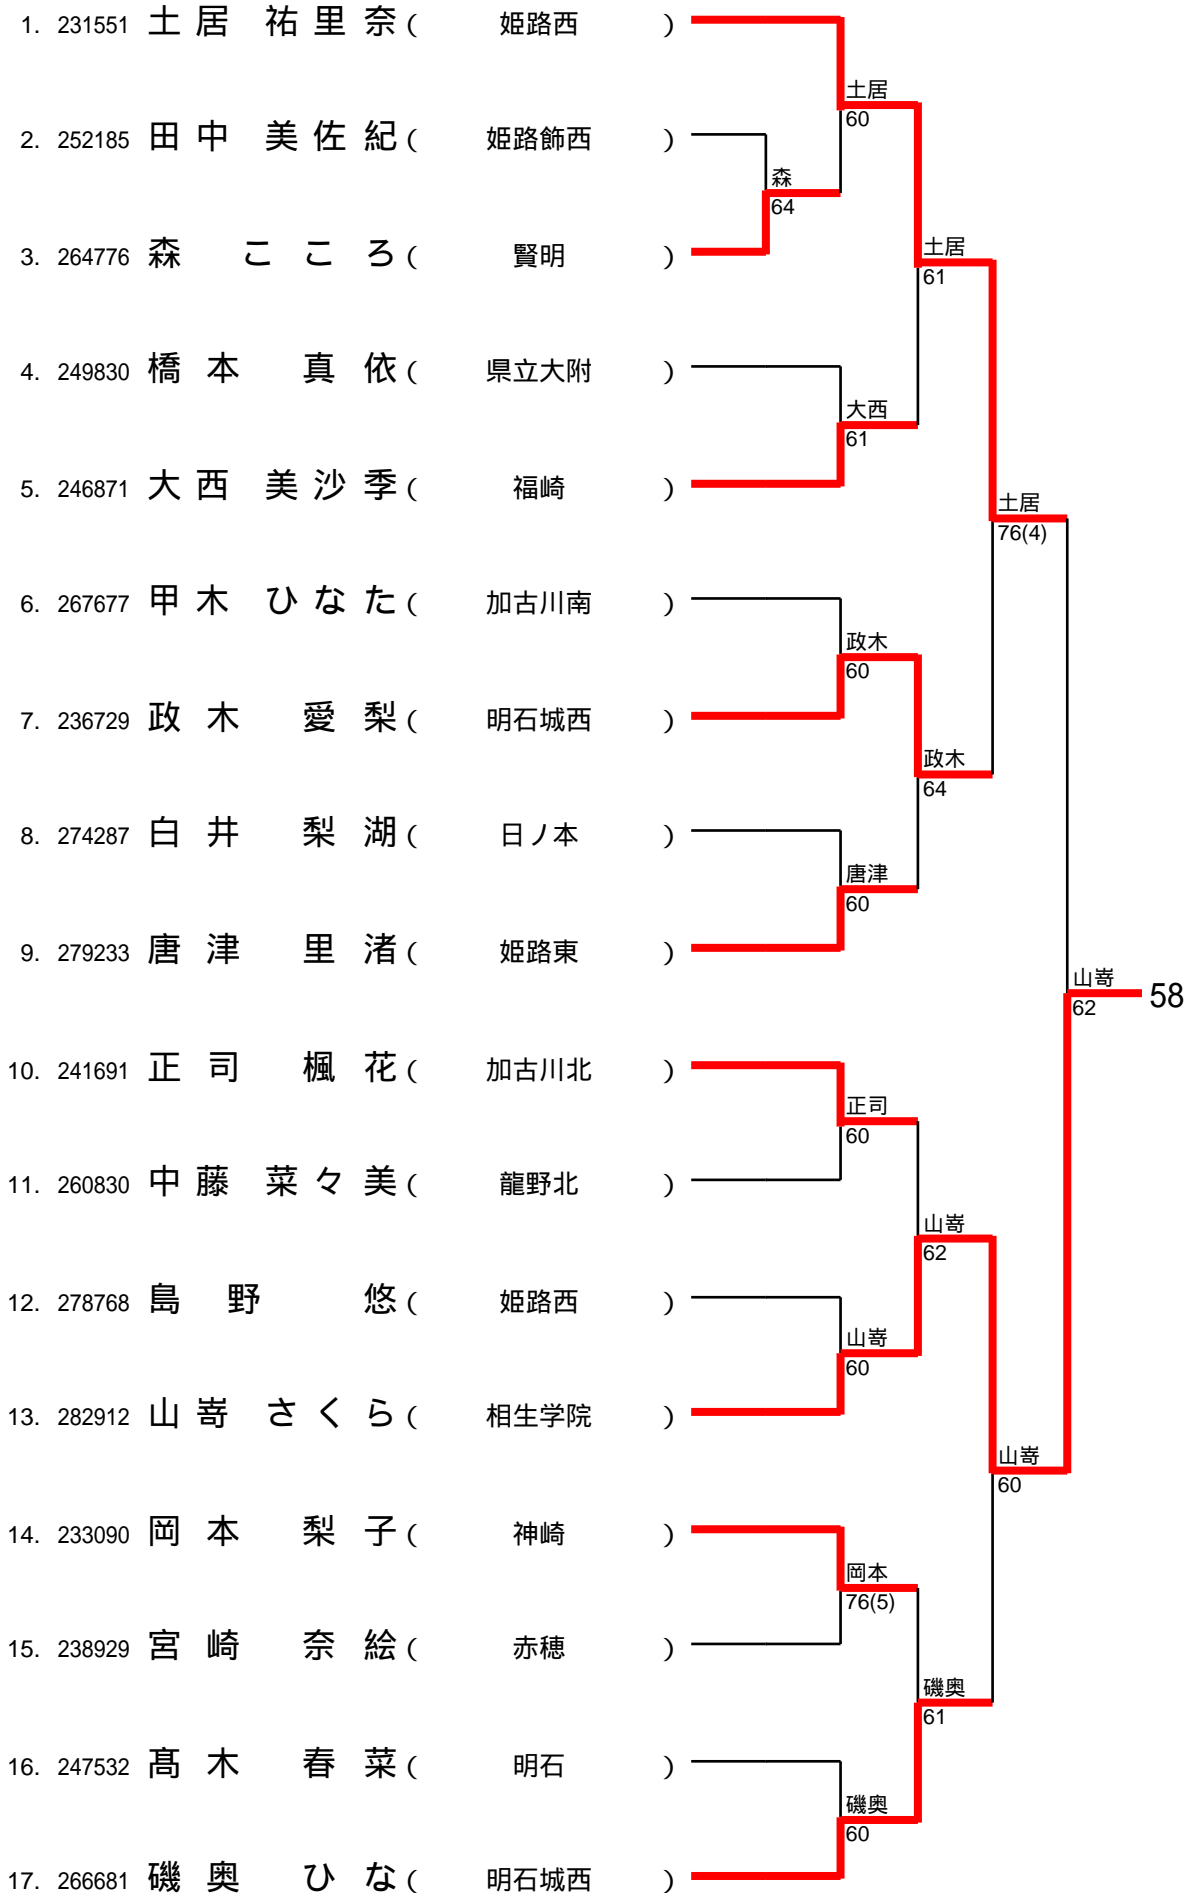 1. 231551 土居 祐里奈 ( 姫路西 )
土居
60
2. 252185 田中 美佐紀 ( 姫路飾西 )
森
64
3. 264776 森 こころ ( 賢明 )
土居
61
4. 249830 橋本 真依 ( 県立大附 )
大西
61
5. 246871 大西 美沙季 ( 福崎 )
土居
76(4)
6. 267677 甲木 ひなた ( 加古川南 )
政木
60
7. 236729 政木 愛梨 ( 明石城西 )
政木
64
8. 274287 白井 梨湖 ( 日ノ本 )
唐津
60
9. 279233 唐津 里渚 ( 姫路東 )
山嵜
62
58
10. 241691 正司 楓花 ( 加古川北 )
正司
60
11. 260830 中藤 菜々美 ( 龍野北 )
山嵜
62
12. 278768 島野 悠 ( 姫路西 )
山嵜
60
13. 282912 山嵜 さくら ( 相生学院 )
山嵜
60
14. 233090 岡本 梨子 ( 神崎 )
岡本
76(5)
15. 238929 宮崎 奈絵 ( 赤穂 )
磯奥
61
16. 247532 髙木 春菜 ( 明石 )
磯奥
60
17. 266681 磯奥 ひな ( 明石城西 )